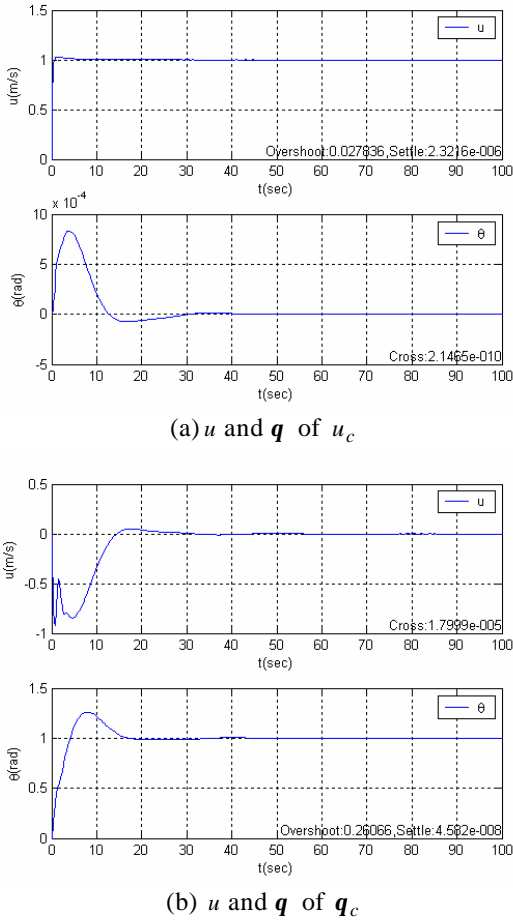 1.5
1
0.5
0
u(m/s)
u
Overshoot:0.027836,Settle:2.3216e-006
0 10 20 30 40 50 60 70 80 90 100
t(sec)
x 10⁻⁴
10
5
0
-5
θ(rad)
θ
Cross:2.1465e-010
0 10 20 30 40 50 60 70 80 90 100
t(sec)
(a) u and q of u_c
0.5
0
-0.5
-1
u(m/s)
u
Cross:1.7999e-005
0 10 20 30 40 50 60 70 80 90 100
t(sec)
1.5
1
0.5
0
θ(rad)
θ
Overshoot:0.26066,Settle:4.582e-008
0 10 20 30 40 50 60 70 80 90 100
t(sec)
(b) u and q of q_c